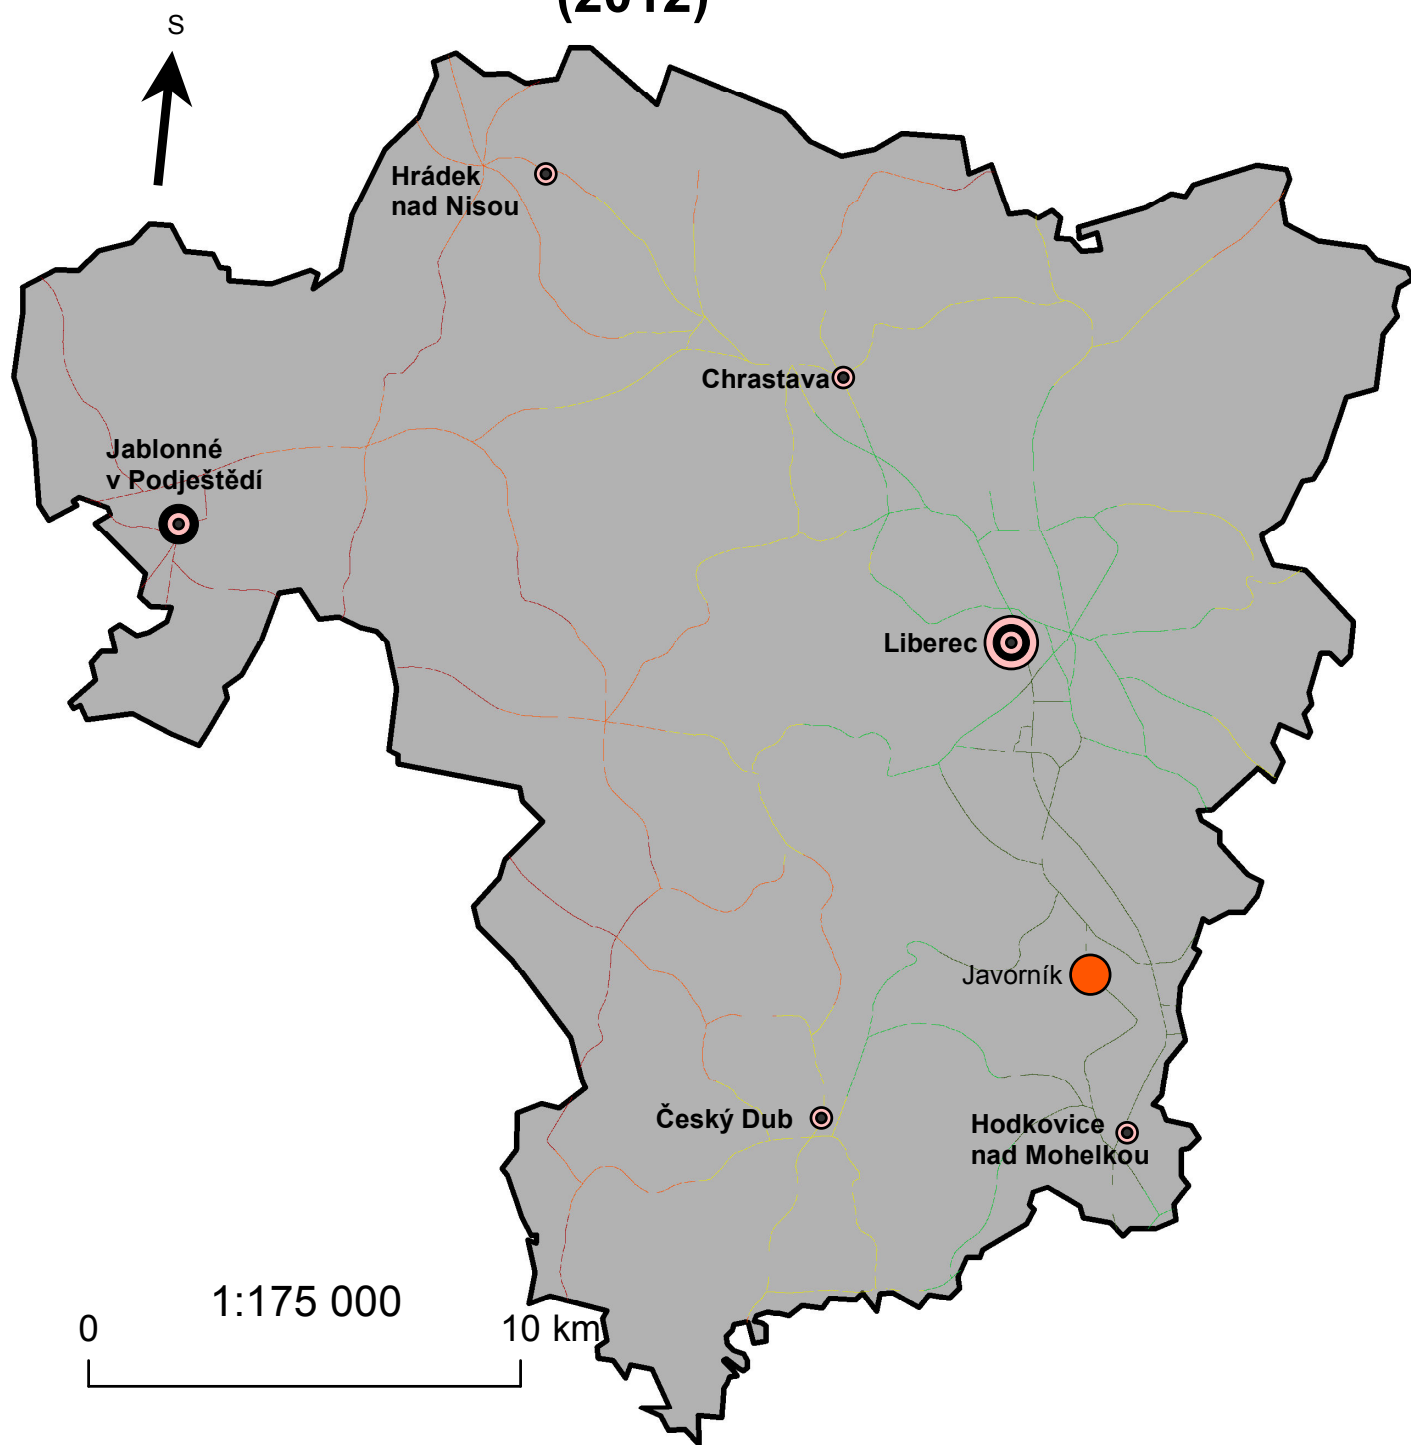 (2012)
S
Hrádek
nad Nisou
Chrastava
Jablonné
v Podještědí
Liberec
Javorník
Český Dub
Hodkovice
nad Mohelkou
1:175 000
0 10 km